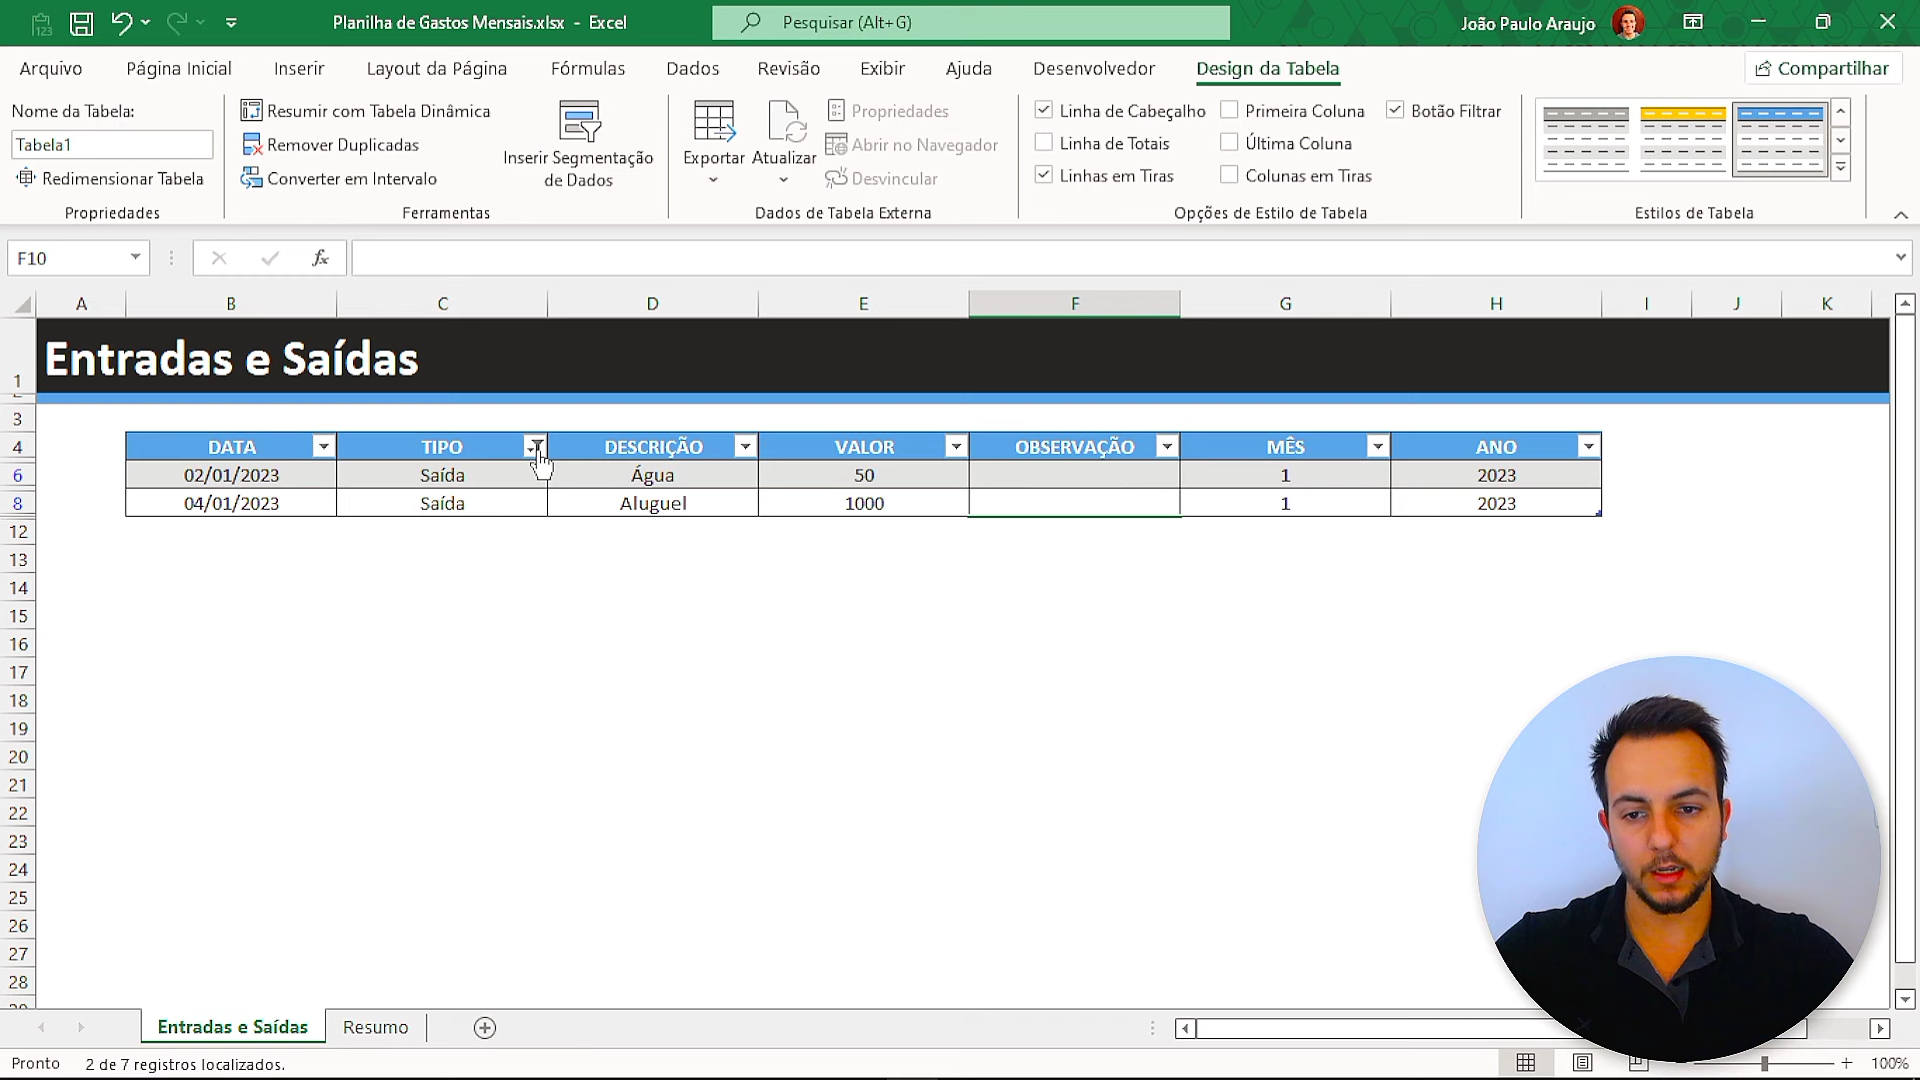 Planilha de Gastos Mensais.xlsx - Excel
Pesquisar (Alt+G)
João Paulo Araujo
Arquivo Página Inicial Inserir Layout da Página Fórmulas Dados Revisão Exibir Ajuda Desenvolvedor Design da Tabela Compartilhar
Nome da Tabela:
Tabela1
Redimensionar Tabela
Propriedades
Resumir com Tabela Dinâmica
Remover Duplicadas
Converter em Intervalo
Inserir Segmentação
de Dados
Ferramentas
Exportar Atualizar
Propriedades
Abrir no Navegador
Desvincular
Dados de Tabela Externa
Linha de Cabeçalho Primeira Coluna Botão Filtrar
Linha de Totais Última Coluna
Linhas em Tiras Colunas em Tiras
Opções de Estilo de Tabela
Estilos de Tabela
F10 fx
A B C D E F G H I J K
1 Entradas e Saídas
3
4 DATA TIPO DESCRIÇÃO VALOR OBSERVAÇÃO MÊS ANO
6 02/01/2023 Saída Água 50 1 2023
8 04/01/2023 Saída Aluguel 1000 1 2023
12
13
14
15
16
17
18
19
20
21
22
23
24
25
26
27
28
Entradas e Saídas Resumo
Pronto 2 de 7 registros localizados. 100%